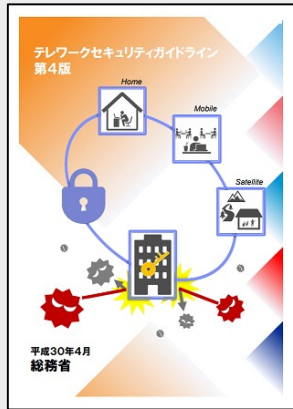 テレワークセキュリティガイドライン
第4版
Home
Mobile
Satellite
平成30年4月
総務省